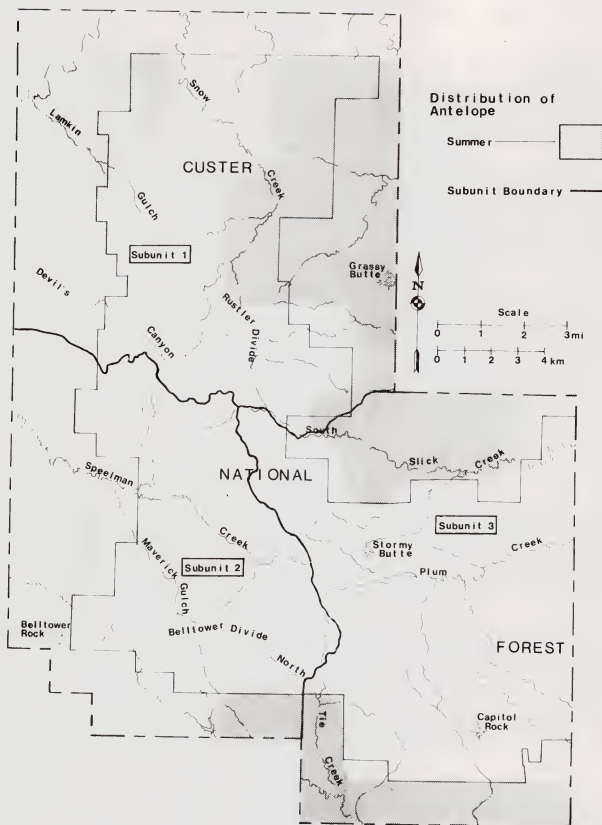 Distribution of
Antelope
Summer
Subunit Boundary
N
Scale
0 1 2 3mi
0 1 2 3 4 km
Snow
Creek
Lamkin
Gulch
CUSTER
Subunit 1
Grassy
Butte
Devil's
Canyon
Rustler Divide
South
Slick Creek
NATIONAL
Speelman
Creek
Subunit 3
Stormy
Butte
Plum Creek
Maverick
Gulch
Subunit 2
Belltower
Rock
Belltower Divide
North
FOREST
Tie
Creek
Capitol
Rock